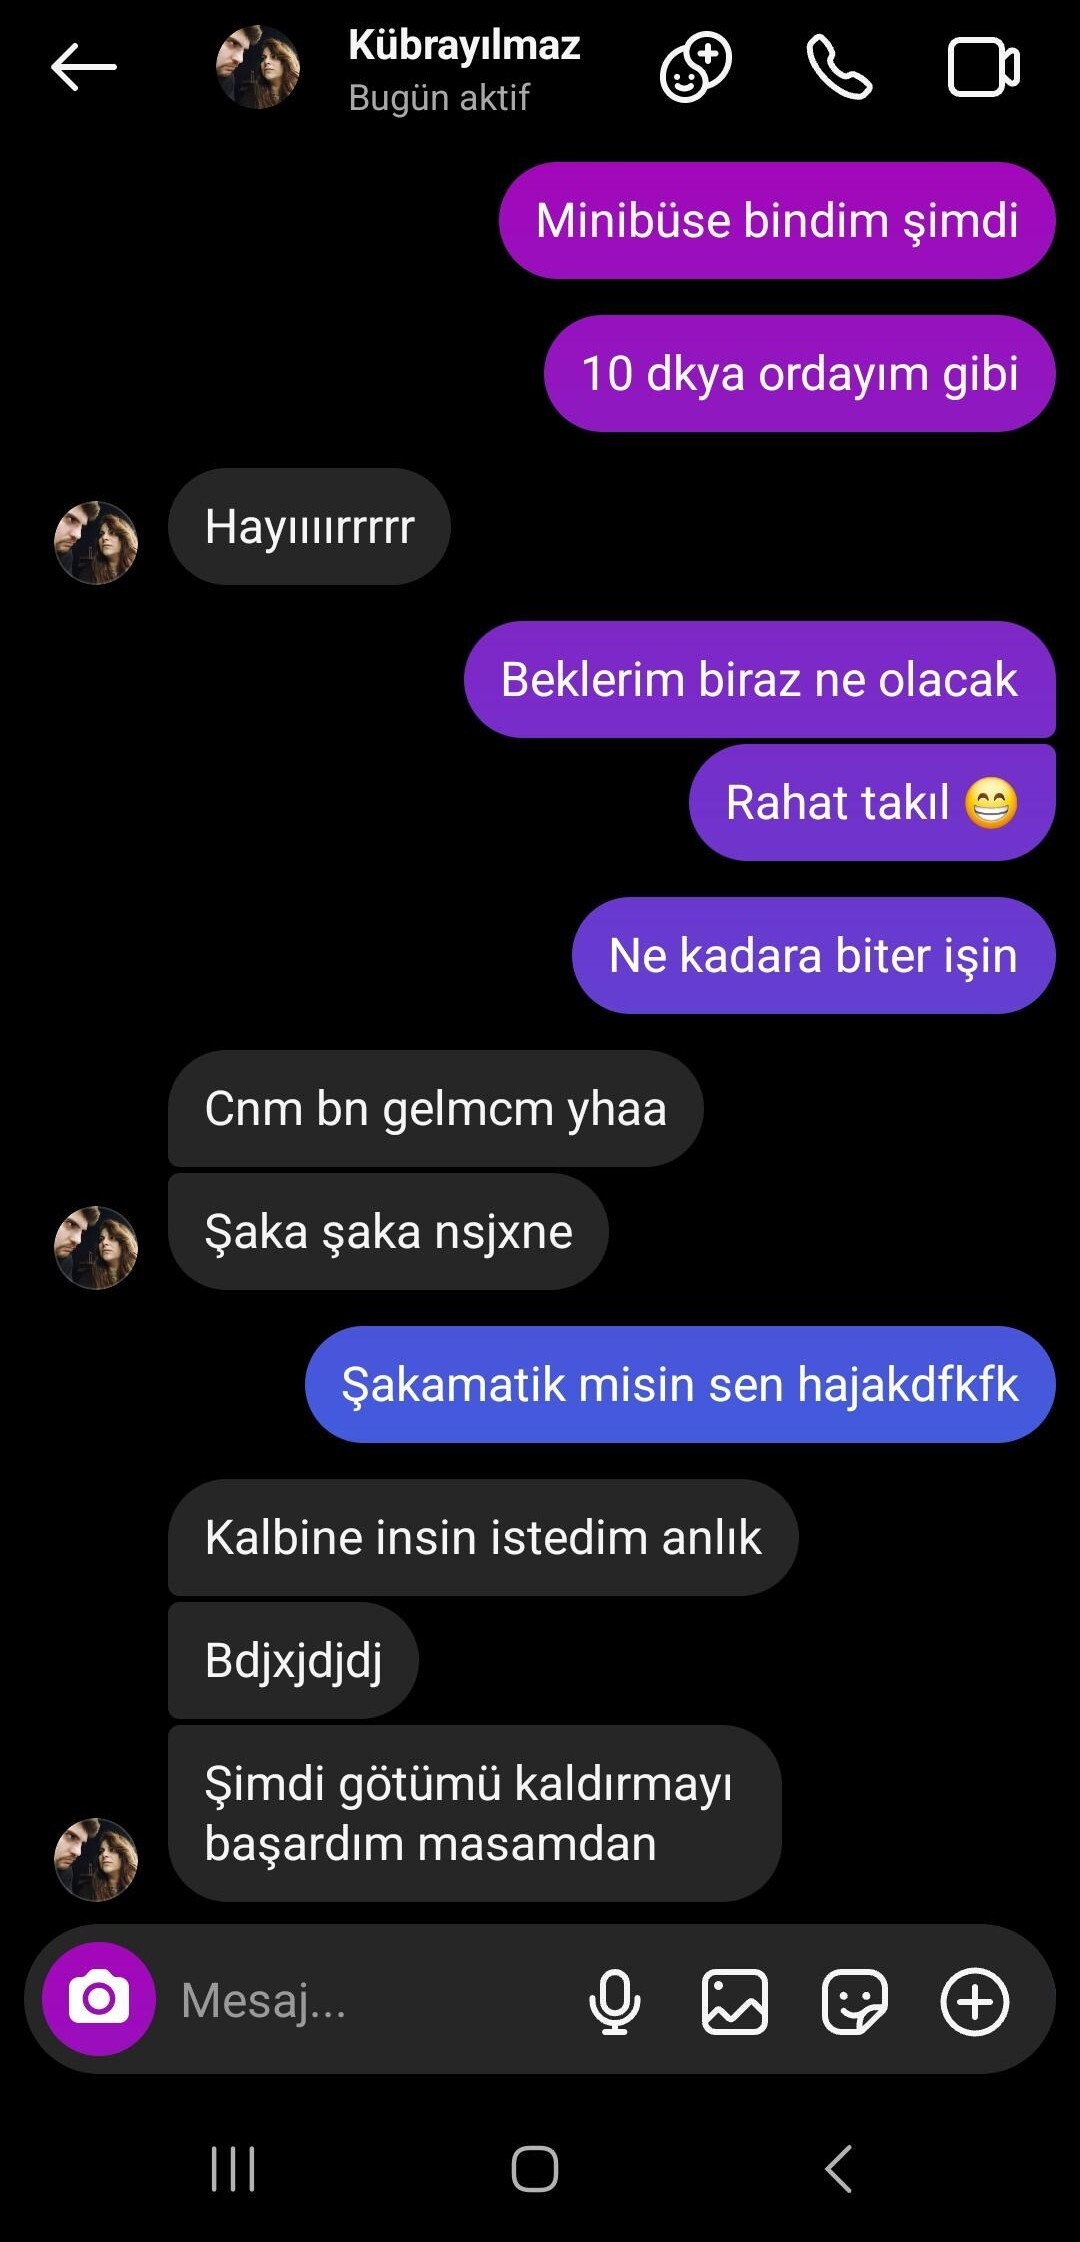 Kübrayılmaz
Bugün aktif
Minibüse bindim şimdi
10 dkya ordayım gibi
Hayıııırrrrr
Beklerim biraz ne olacak
Rahat takıl 😁
Ne kadara biter işin
Cnm bn gelmcm yhaa
Şaka şaka nsjxne
Şakamatik misin sen hajakdfkfk
Kalbine insin istedim anlık
Bdjxjdjdj
Şimdi götümü kaldırmayı
başardım masamdan
Mesaj...